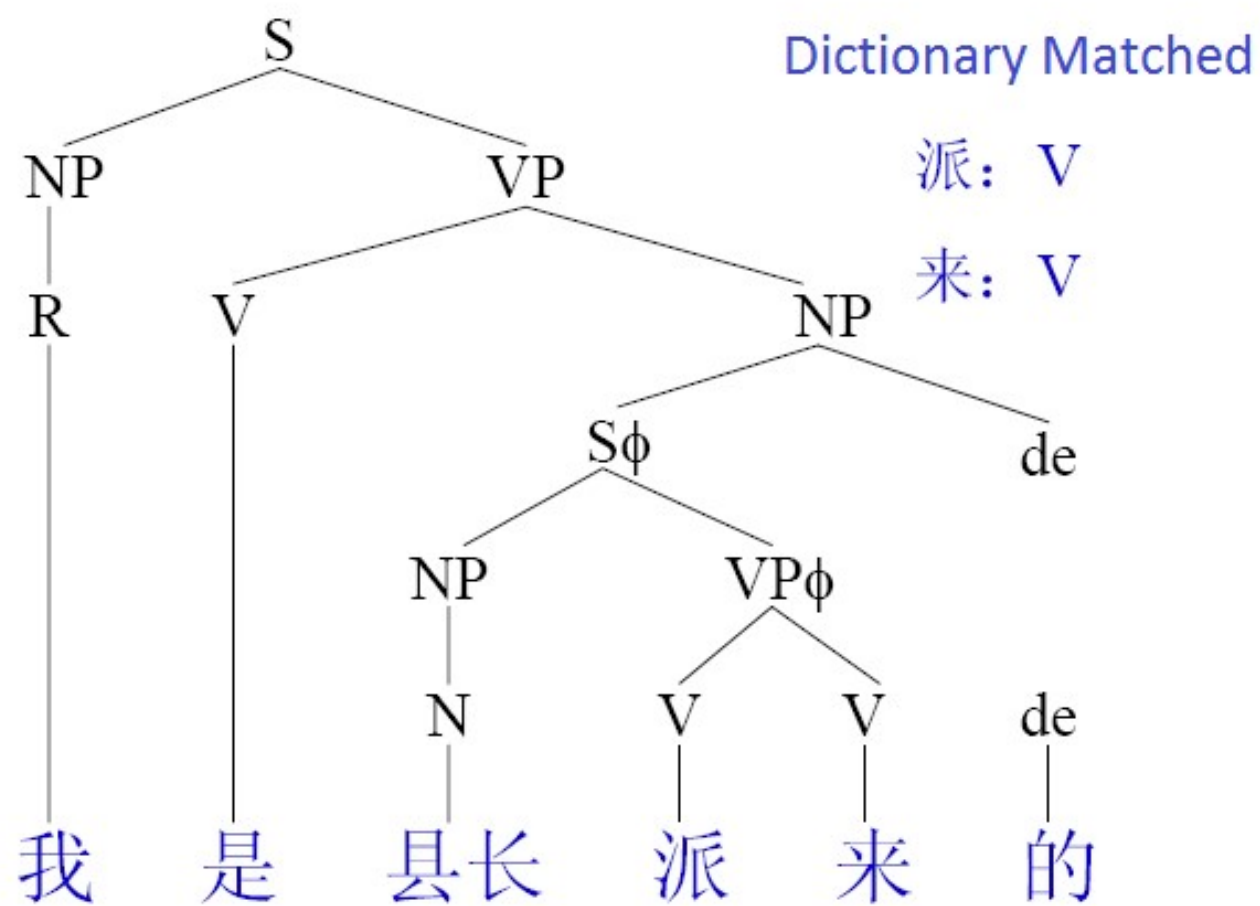 S
Dictionary Matched
NP VP
派：V
R V NP
来：V
Sϕ de
NP VPϕ
N V V de
我 是 县长 派 来 的